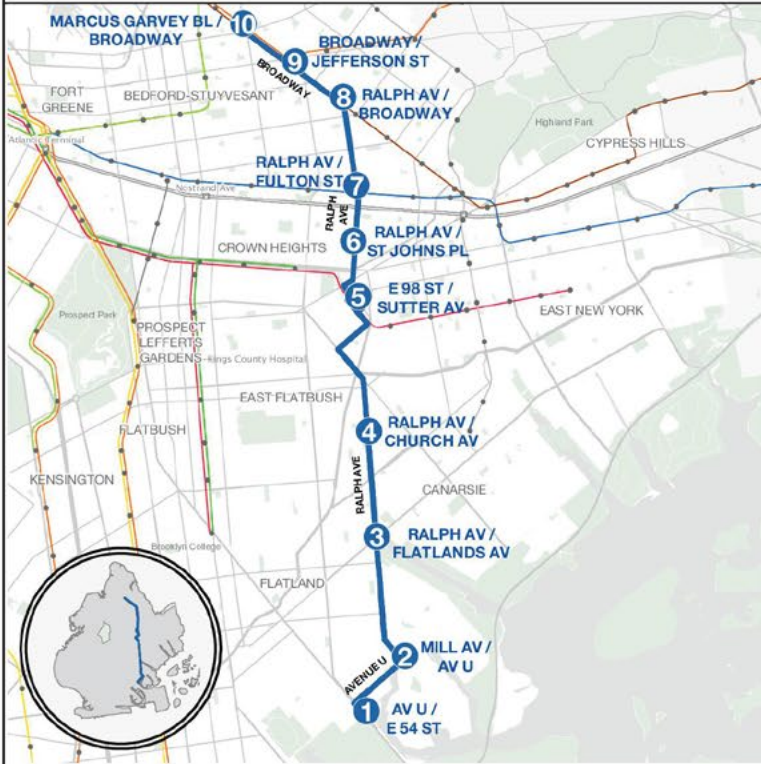 MARCUS GARVEY BL /
BROADWAY
10
BROADWAY /
JEFFERSON ST
9
BROADWAY
8
RALPH AV /
BROADWAY
FORT
GREENE
BEDFORD-STUYVESANT
Highland Park
CYPRESS HILLS
Atlantic Terminal
RALPH AV /
FULTON ST
7
Nostrand Ave
RALPH
AVE
6
RALPH AV /
ST JOHNS PL
CROWN HEIGHTS
5
E 98 ST /
SUTTER AV
EAST NEW YORK
Prospect Park
PROSPECT
LEFFERTS
GARDENS
Kings County Hospital
EAST FLATBUSH
FLATBUSH
4
RALPH AV /
CHURCH AV
KENSINGTON
RALPH AVE
CANARSIE
3
RALPH AV /
FLATLANDS AV
Brooklyn College
FLATLAND
2
MILL AV /
AV U
AVENUE U
1
AV U /
E 54 ST